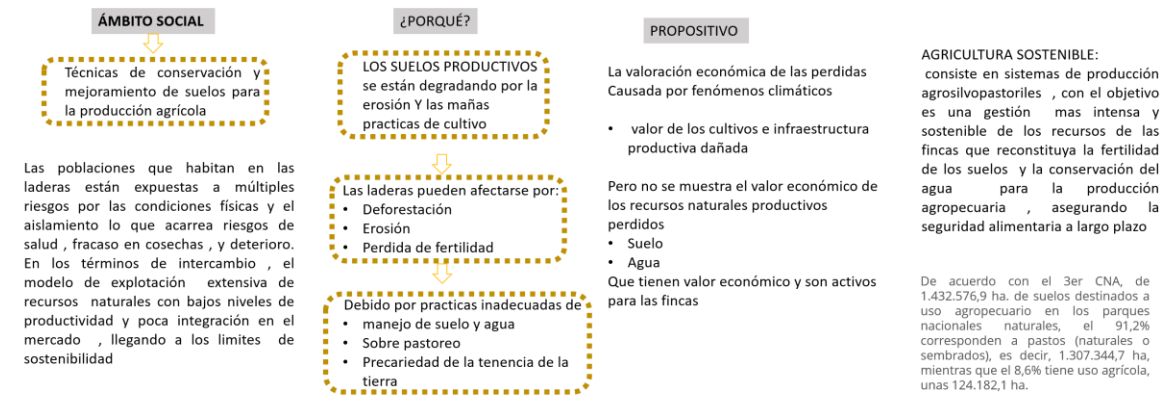 ÁMBITO SOCIAL
Técnicas de conservación y
mejoramiento de suelos para
la producción agrícola
Las poblaciones que habitan en las
laderas están expuestas a múltiples
riesgos por las condiciones físicas y el
aislamiento lo que acarrea riesgos de
salud , fracaso en cosechas , y deterioro.
En los términos de intercambio , el
modelo de explotación extensiva de
recursos naturales con bajos niveles de
productividad y poca integración en el
mercado , llegando a los limites de
sostenibilidad
¿PORQUÉ?
LOS SUELOS PRODUCTIVOS
se están degradando por la
erosión Y las mañas
practicas de cultivo
Las laderas pueden afectarse por:
• Deforestación
• Erosión
• Perdida de fertilidad
Debido por practicas inadecuadas de
• manejo de suelo y agua
• Sobre pastoreo
• Precariedad de la tenencia de la
tierra
PROPOSITIVO
La valoración económica de las perdidas
Causada por fenómenos climáticos
• valor de los cultivos e infraestructura
productiva dañada
Pero no se muestra el valor económico de
los recursos naturales productivos
perdidos
• Suelo
• Agua
Que tienen valor económico y son activos
para las fincas
AGRICULTURA SOSTENIBLE:
consiste en sistemas de producción
agrosilvopastoriles , con el objetivo
es una gestión mas intensa y
sostenible de los recursos de las
fincas que reconstituya la fertilidad
de los suelos y la conservación del
agua para la producción
agropecuaria , asegurando la
seguridad alimentaria a largo plazo
De acuerdo con el 3er CNA, de
1.432.576,9 ha. de suelos destinados a
uso agropecuario en los parques
nacionales naturales, el 91,2%
corresponden a pastos (naturales o
sembrados), es decir, 1.307.344,7 ha,
mientras que el 8,6% tiene uso agrícola,
unas 124.182,1 ha.